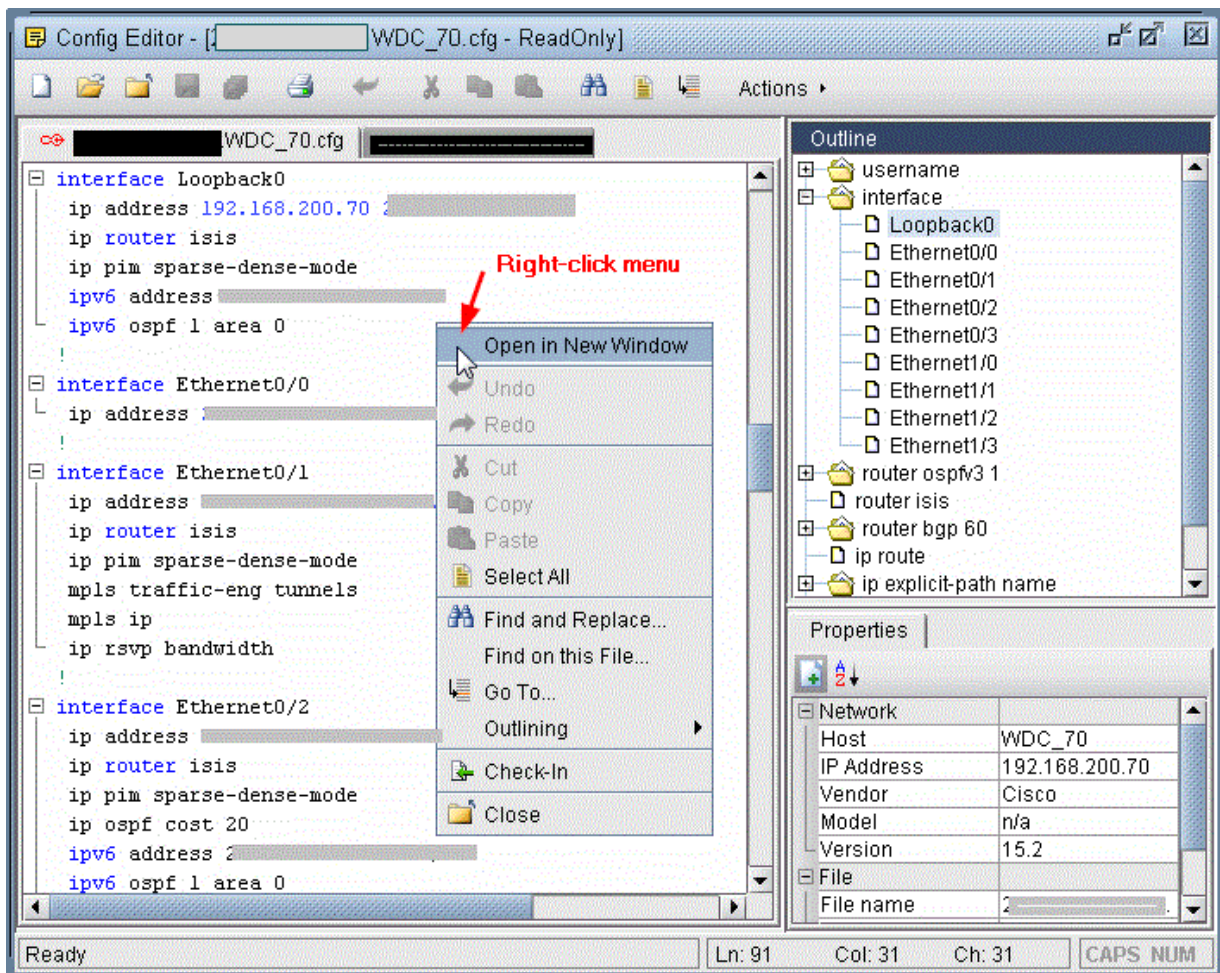 Config Editor - [2 WDC_70.cfg - ReadOnly]
Actions
.WDC_70.cfg
interface Loopback0
ip address 192.168.200.70 2
ip router isis
ip pim sparse-dense-mode
ipv6 address
ipv6 ospf 1 area 0
!
interface Ethernet0/0
ip address
!
interface Ethernet0/1
ip address
ip router isis
ip pim sparse-dense-mode
mpls traffic-eng tunnels
mpls ip
ip rsvp bandwidth
!
interface Ethernet0/2
ip address
ip router isis
ip pim sparse-dense-mode
ip ospf cost 20
ipv6 address 2
ipv6 ospf 1 area 0
Right-click menu
Open in New Window
Undo
Redo
Cut
Copy
Paste
Select All
Find and Replace...
Find on this File...
Go To...
Outlining
Check-In
Close
Outline
username
interface
Loopback0
Ethernet0/0
Ethernet0/1
Ethernet0/2
Ethernet0/3
Ethernet1/0
Ethernet1/1
Ethernet1/2
Ethernet1/3
router ospfv3 1
router isis
router bgp 60
ip route
ip explicit-path name
Properties
Network
Host WDC_70
IP Address 192.168.200.70
Vendor Cisco
Model n/a
Version 15.2
File
File name 2
Ready Ln: 91 Col: 31 Ch: 31 CAPS NUM